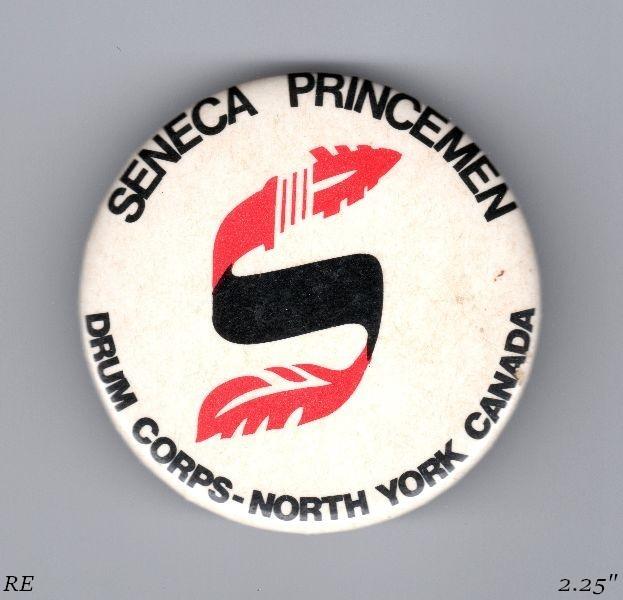 SENECA PRINCEMEN
DRUM CORPS-NORTH YORK CANADA
RE
2.25"